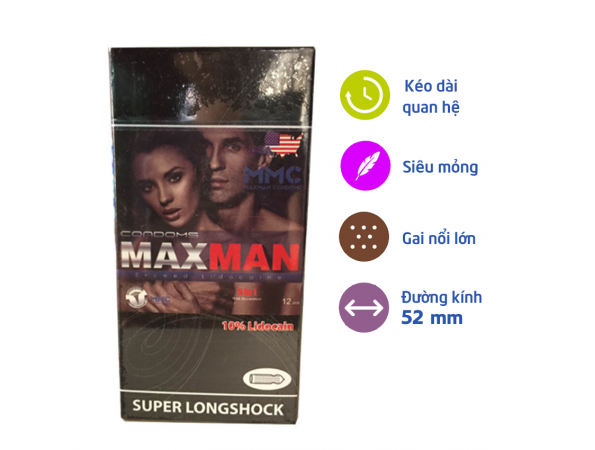 MMC
CONDOMS
MAXMAN
3in1
12
10% Lidocain
SUPER LONGSHOCK
Kéo dài
quan hệ
Siêu mỏng
Gai nổi lớn
Đường kính
52 mm